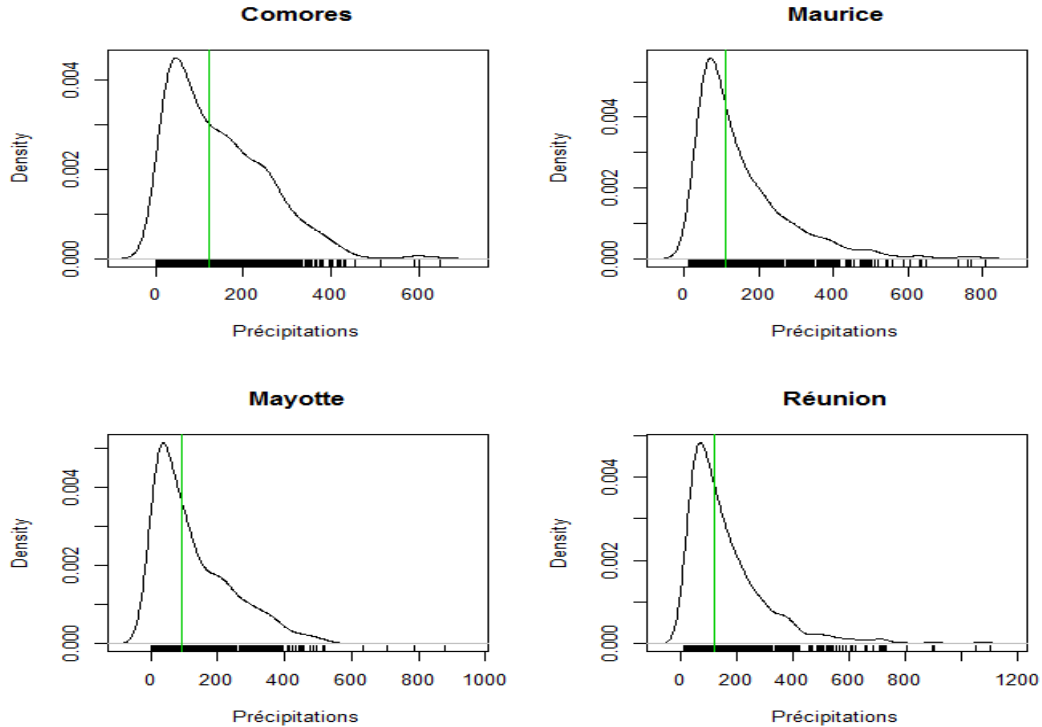 Comores
Density
0.000 0.002 0.004
0 200 400 600
Précipitations
Maurice
Density
0.000 0.002 0.004
0 200 400 600 800
Précipitations
Mayotte
Density
0.000 0.002 0.004
0 200 400 600 800 1000
Précipitations
Réunion
Density
0.000 0.002 0.004
0 200 400 600 800 1200
Précipitations